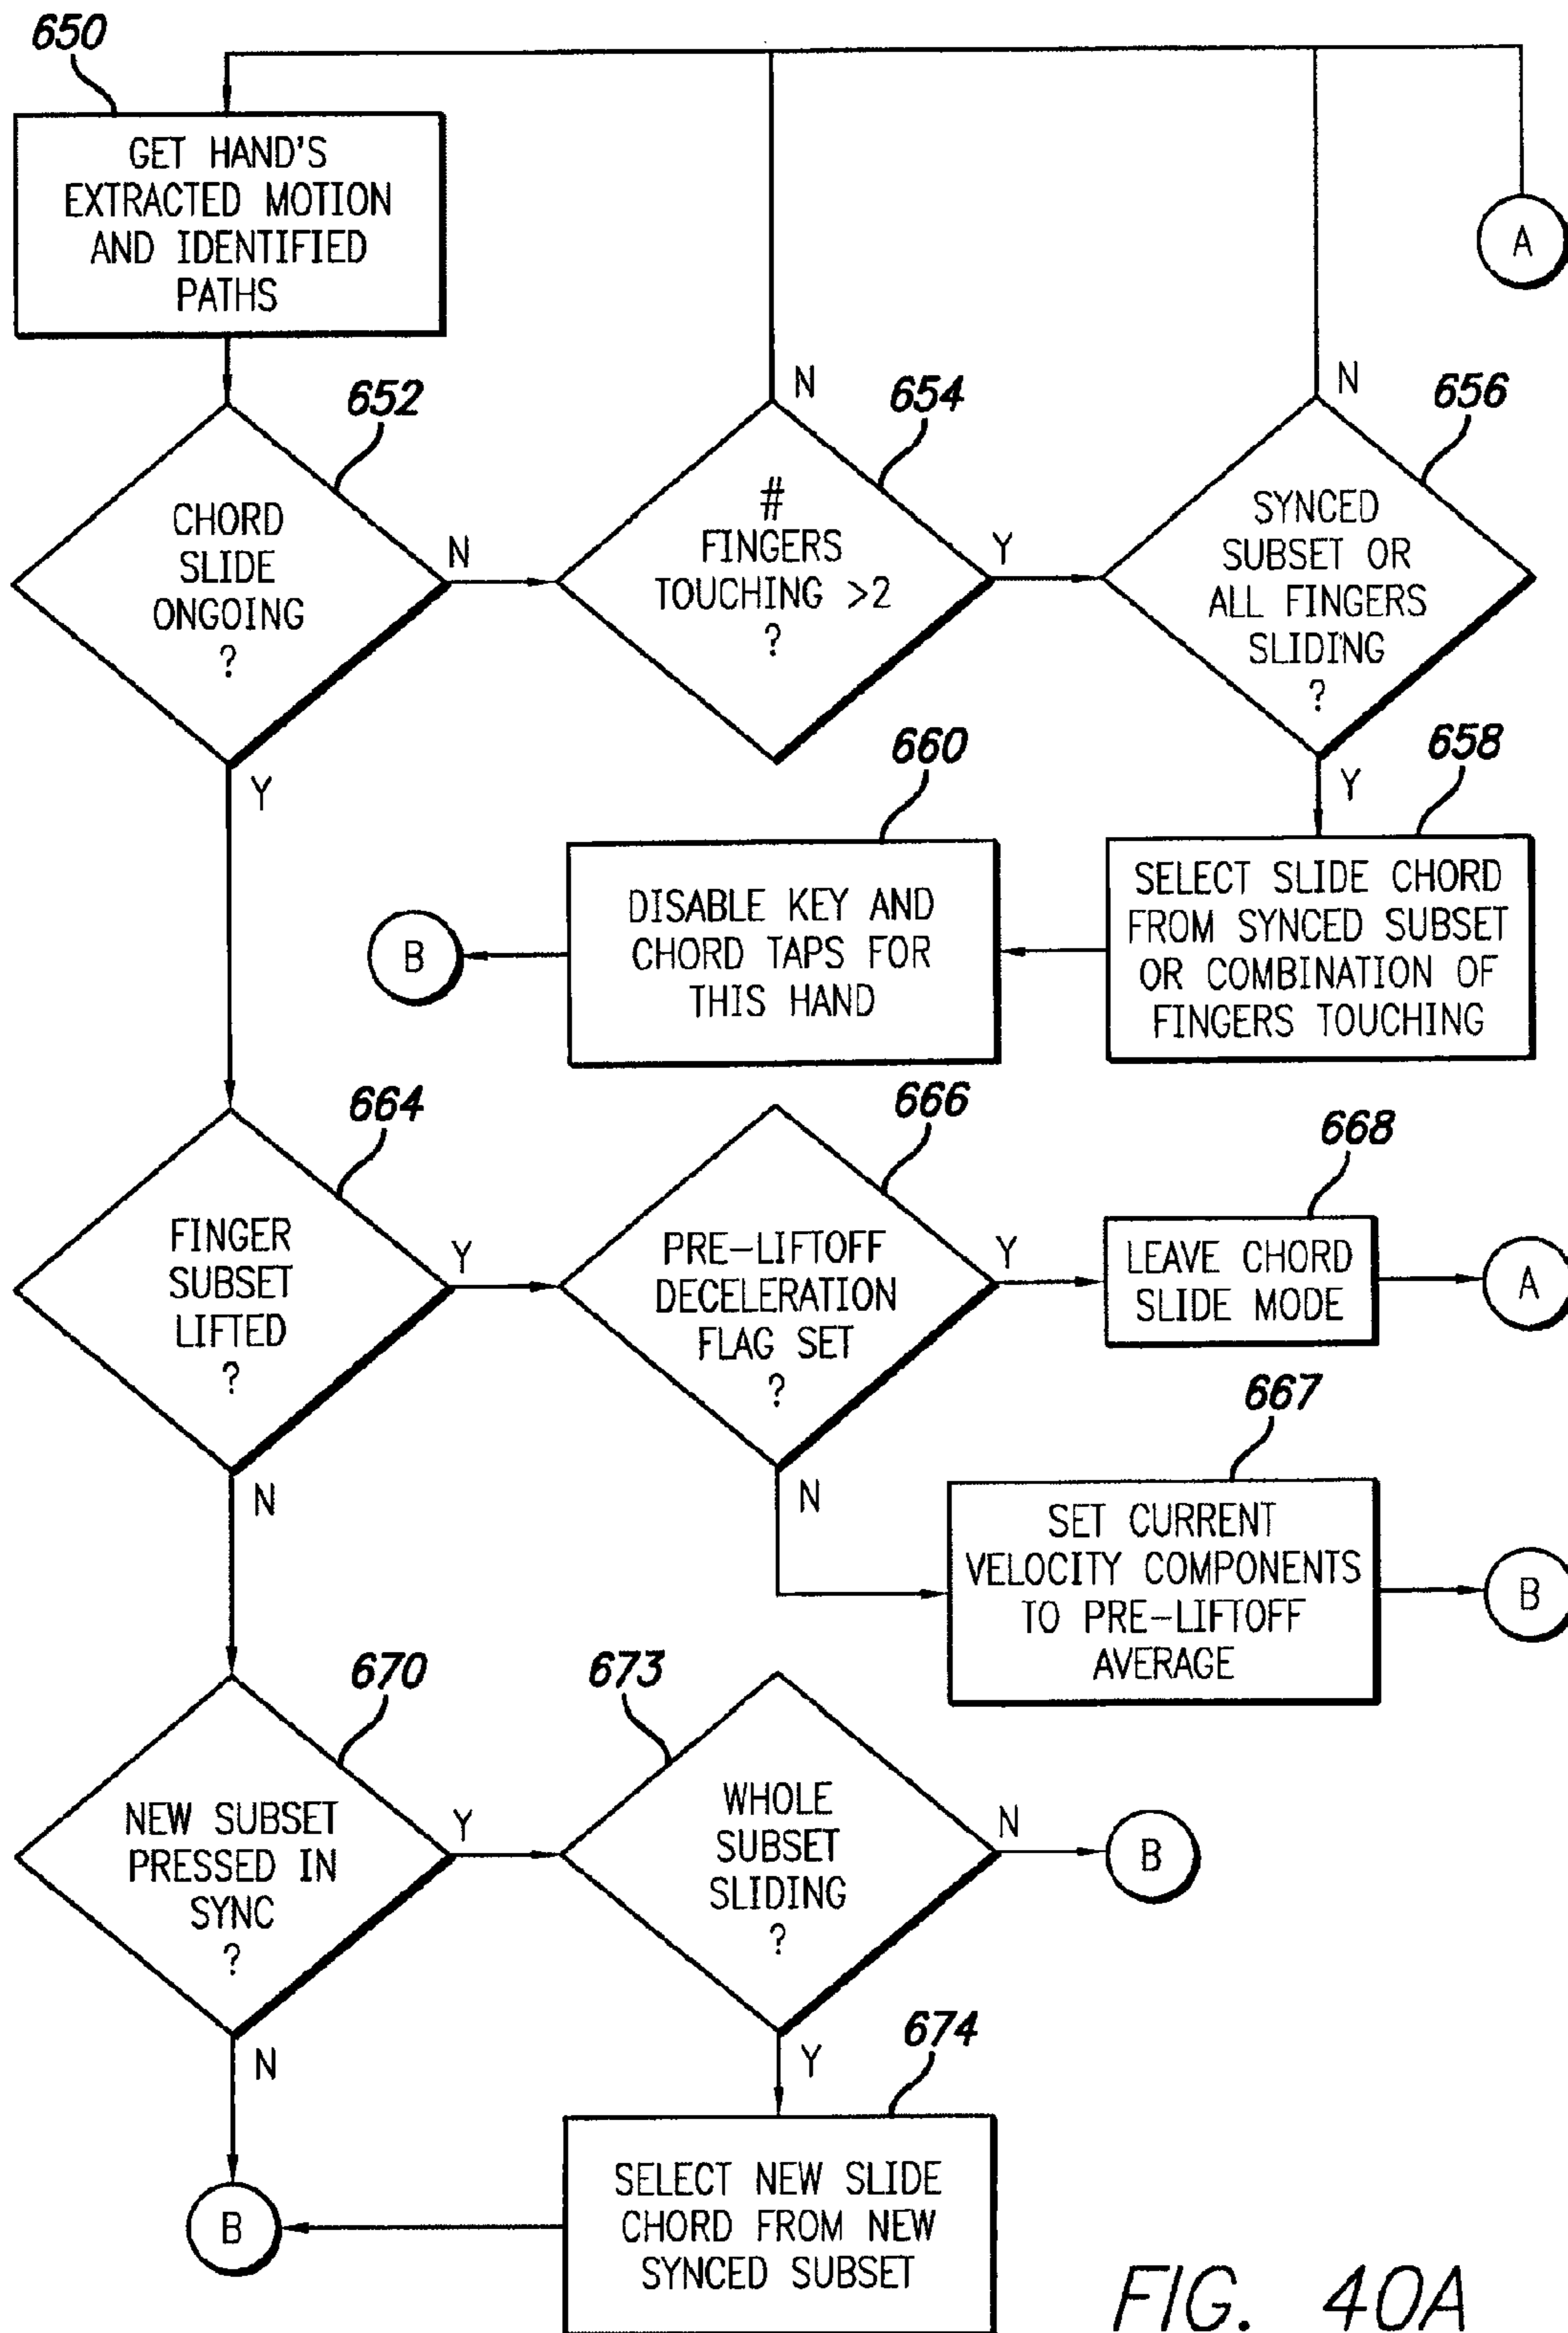 650
GET HAND'S
EXTRACTED MOTION
AND IDENTIFIED
PATHS
A
652
CHORD
SLIDE
ONGOING
?
N
Y
654
#
FINGERS
TOUCHING >2
?
N
Y
656
SYNCED
SUBSET OR
ALL FINGERS
SLIDING
?
N
Y
658
SELECT SLIDE CHORD
FROM SYNCED SUBSET
OR COMBINATION OF
FINGERS TOUCHING
660
DISABLE KEY AND
CHORD TAPS FOR
THIS HAND
B
664
FINGER
SUBSET
LIFTED
?
Y
N
666
PRE-LIFTOFF
DECELERATION
FLAG SET
?
Y
N
668
LEAVE CHORD
SLIDE MODE
A
667
SET CURRENT
VELOCITY COMPONENTS
TO PRE-LIFTOFF
AVERAGE
B
670
NEW SUBSET
PRESSED IN
SYNC
?
Y
N
673
WHOLE
SUBSET
SLIDING
?
N
B
Y
674
SELECT NEW SLIDE
CHORD FROM NEW
SYNCED SUBSET
B
FIG. 40A